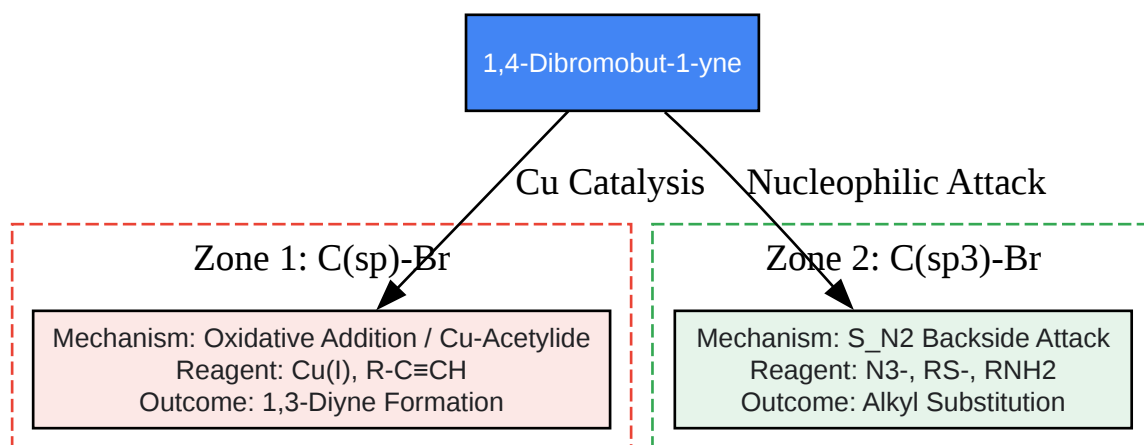 1,4-Dibromobut-1-yne
Cu Catalysis
Nucleophilic Attack
Zone 1: C(sp)-Br
Mechanism: Oxidative Addition / Cu-Acetylide
Reagent: Cu(I), R-C≡CH
Outcome: 1,3-Diyne Formation
Zone 2: C(sp3)-Br
Mechanism: S_N2 Backside Attack
Reagent: N3-, RS-, RNH2
Outcome: Alkyl Substitution